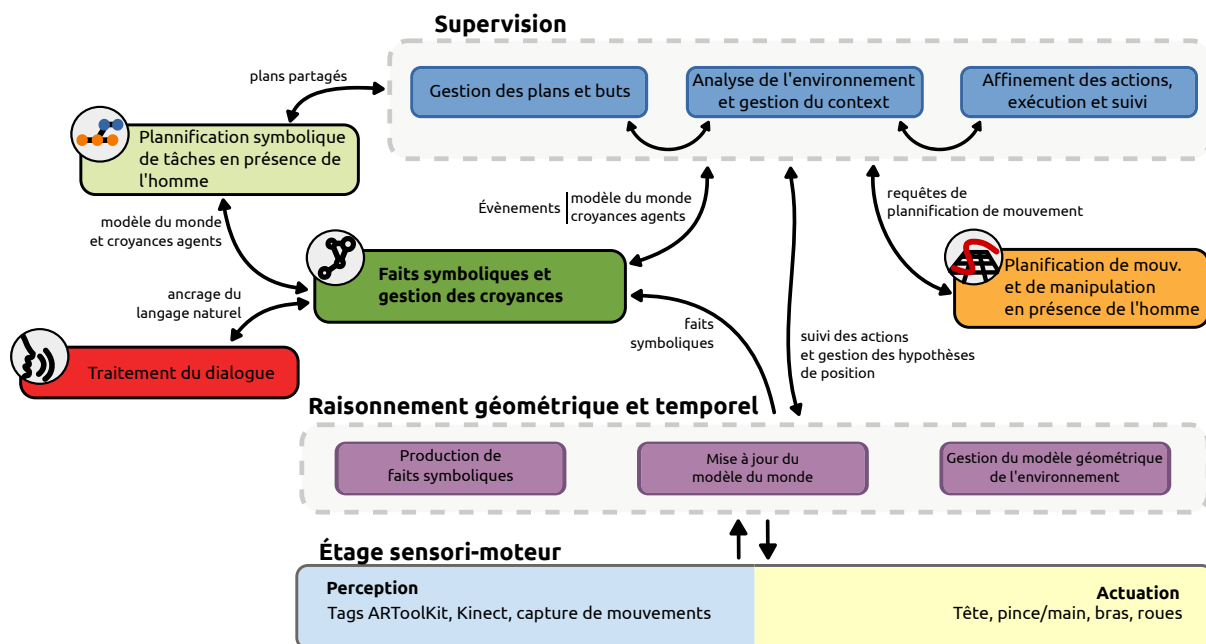 Supervision
plans partagés
Gestion des plans et buts
Analyse de l'environnement
et gestion du context
Affinement des actions,
exécution et suivi
Plannification symbolique
de tâches en présence de
l'homme
Évènements
modèle du monde
croyances agents
requêtes de
plannification de mouvement
modèle du monde
et croyances agents
Faits symboliques et
gestion des croyances
Planification de mouv.
et de manipulation
en présence de l'homme
ancrage du
langage naturel
faits
symboliques
suivi des actions
et gestion des hypothèses
de position
Traitement du dialogue
Raisonnement géométrique et temporel
Production de
faits symboliques
Mise à jour du
modèle du monde
Gestion du modèle géométrique
de l'environnement
Étage sensori-moteur
Perception
Tags ARToolKit, Kinect, capture de mouvements
Actuation
Tête, pince/main, bras, roues